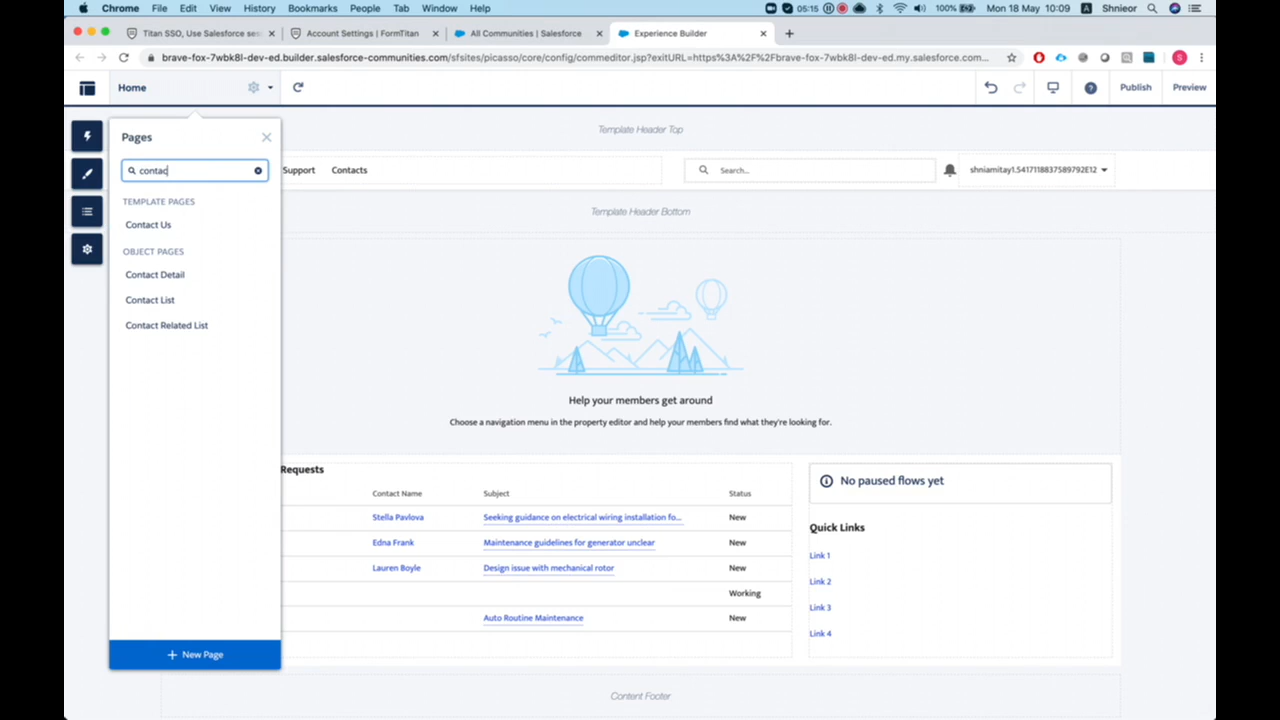 Chrome File Edit View History Bookmarks People Tab Window Help 05:15 100% Mon 18 May 10:09 A Shnieor
Titan SSO, Use Salesforce ses
Account Settings | FormTitan
All Communities | Salesforce
Experience Builder
brave-fox-7wbk8l-dev-ed.builder.salesforce-communities.com/sfsites/picasso/core/config/commeditor.jsp?exitURL=https%3A%2F%2Fbrave-fox-7wbk8l-dev-ed.my.salesforce.com... S
Home
Publish
Preview
Pages
contac
TEMPLATE PAGES
Contact Us
OBJECT PAGES
Contact Detail
Contact List
Contact Related List
+ New Page
Template Header Top
Support Contacts
Search...
shniamitay1.5417118837589792E12
Template Header Bottom
Help your members get around
Choose a navigation menu in the property editor and help your members find what they're looking for.
Requests
Contact Name Subject Status
Stella Pavlova Seeking guidance on electrical wiring installation fo... New
Edna Frank Maintenance guidelines for generator unclear New
Lauren Boyle Design issue with mechanical rotor New
Working
Auto Routine Maintenance New
No paused flows yet
Quick Links
Link 1
Link 2
Link 3
Link 4
Content Footer